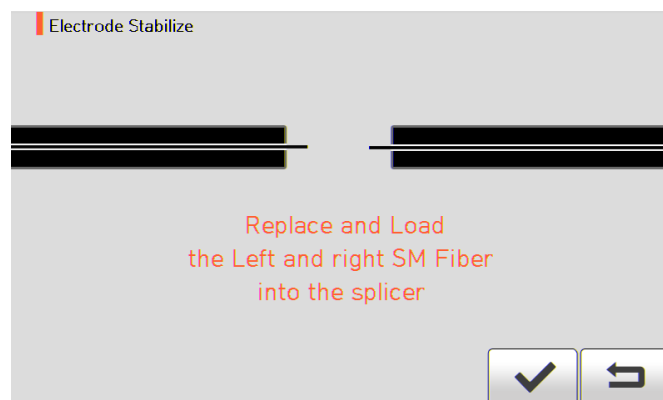 Electrode Stabilize
Replace and Load
the Left and right SM Fiber
into the splicer